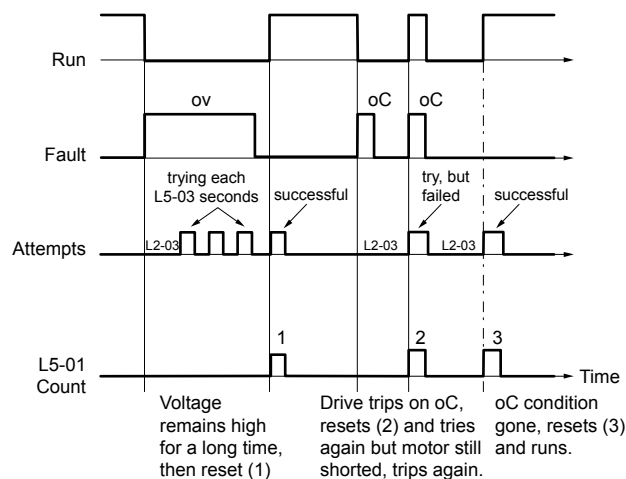 Run
ov
oC
oC
Fault
trying each
L5-03 seconds
successful
try, but
failed
successful
Attempts
L2-03
L2-03
L2-03
1
2
3
L5-01
Count
Time
Voltage
remains high
for a long time,
then reset (1)
Drive trips on oC,
resets (2) and tries
again but motor still
shorted, trips again.
oC condition
gone, resets (3)
and runs.